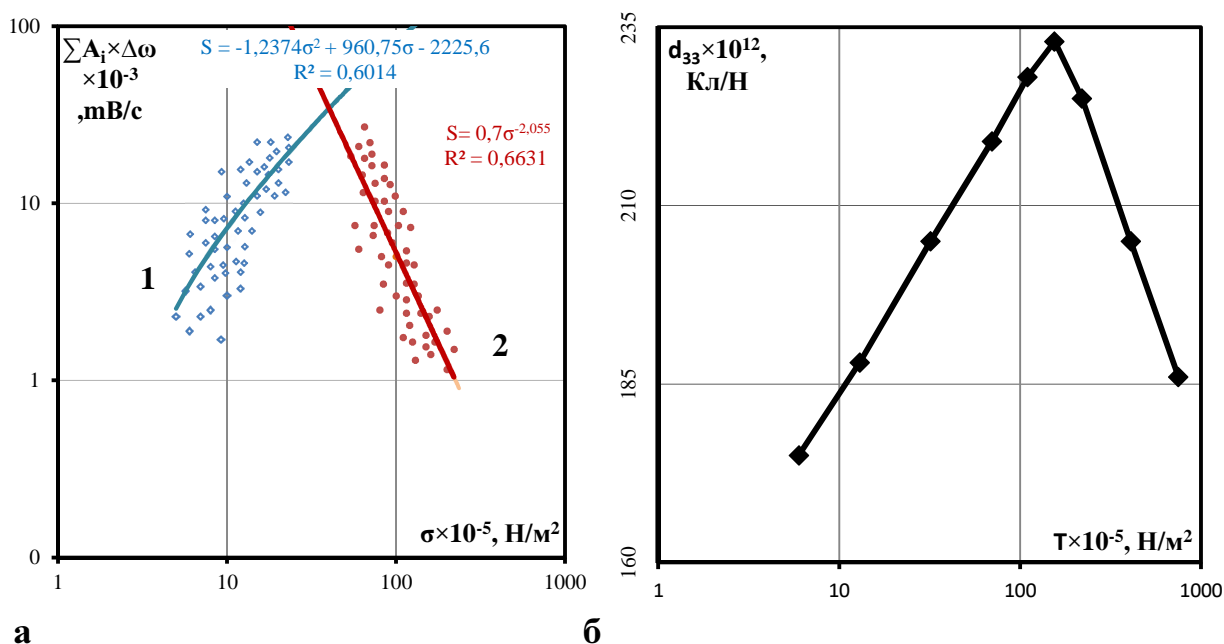 100
10
1
0
∑Aᵢ×Δω
×10⁻³
,mВ/с
S = -1,2374σ² + 960,75σ - 2225,6
R² = 0,6014
S= 0,7σ⁻²,⁰⁵⁵
R² = 0,6631
1
2
σ×10⁻⁵, Н/м²
1 10 100 1000
а
235
210
185
160
d₃₃×10¹²,
Кл/Н
T×10⁻⁵, Н/м²
1 10 100 1000
б